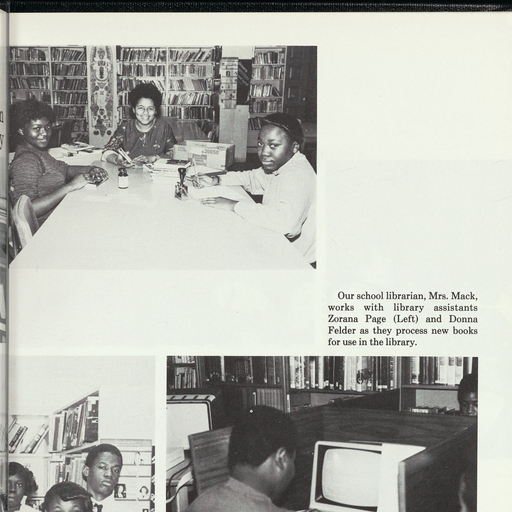 Our school librarian, Mrs. Mack,
works with library assistants
Zorana Page (Left) and Donna
Felder as they process new books
for use in the library.